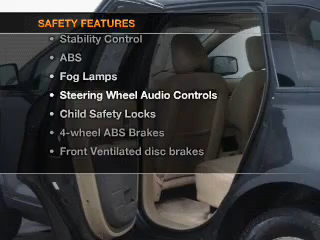 SAFETY FEATURES
• Stability Control
• ABS
• Fog Lamps
• Steering Wheel Audio Controls
• Child Safety Locks
• 4-wheel ABS Brakes
• Front Ventilated disc brakes